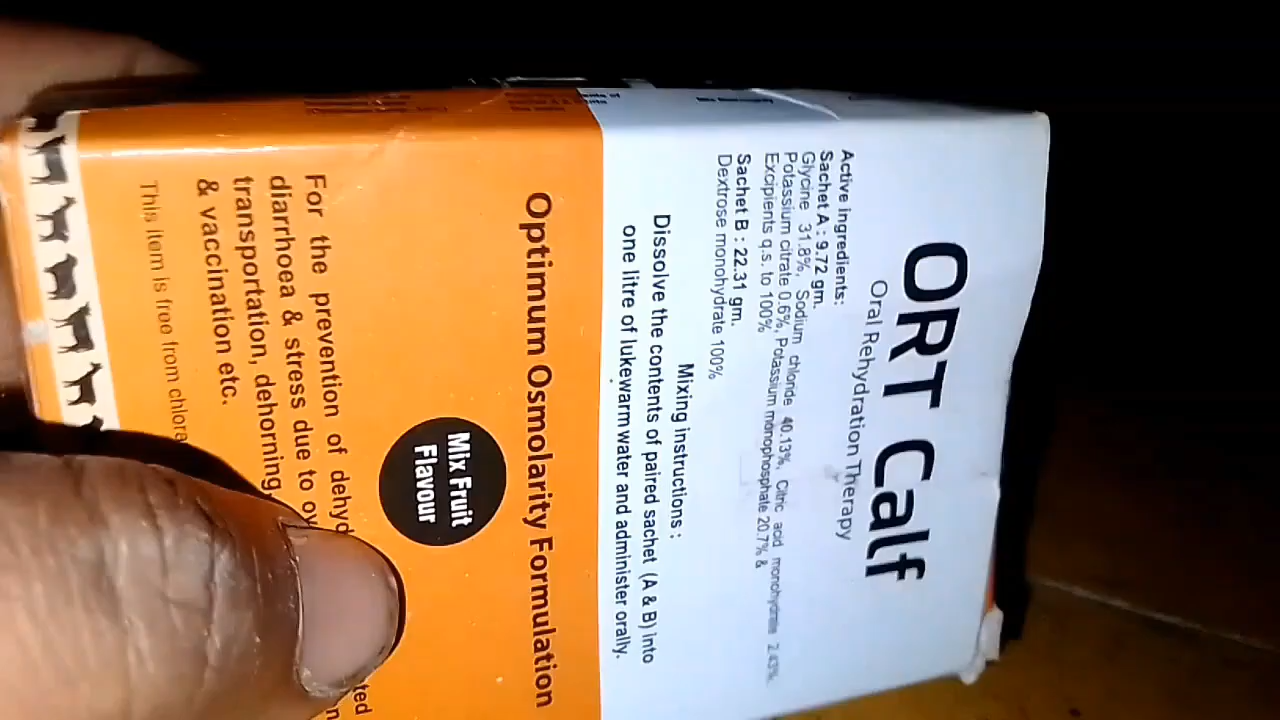 ORT Calf
Oral Rehydration Therapy
Active ingredients:
Sachet A : 9.72 gm.
Glycine 31.8%, Sodium chloride 40.13%, Citric acid monohydrate 2.43%,
Potassium citrate 0.6%, Potassium monophosphate 20.7% &
Excipients q.s. to 100%
Sachet B : 22.31 gm.
Dextrose monohydrate 100%
Mixing instructions :
Dissolve the contents of paired sachet (A & B) into
one litre of lukewarm water and administer orally.
Optimum Osmolarity Formulation
Mix Fruit
Flavour
For the prevention of
diarrhoea & stress due to
transportation, dehorning,
& vaccination etc.
This item is free from